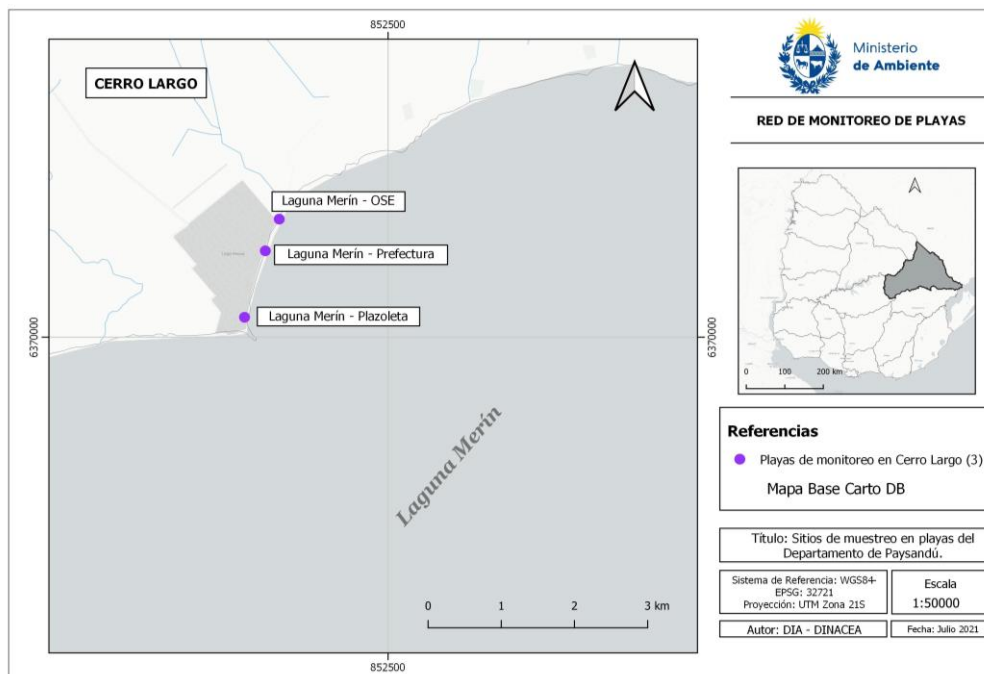 852500
CERRO LARGO
Laguna Merín - OSE
Laguna Merín - Prefectura
Laguna Merín - Plazoleta
6370000
6370000
Laguna Merín
0 1 2 3 km
852500
Ministerio
de Ambiente
RED DE MONITOREO DE PLAYAS
0 100 200 km
Referencias
Playas de monitoreo en Cerro Largo (3)
Mapa Base Carto DB
Título: Sitios de muestreo en playas del
Departamento de Paysandú.
Sistema de Referencia: WGS84-
EPSG: 32721
Proyección: UTM Zona 21S
Escala
1:50000
Autor: DIA - DINACEA
Fecha: Julio 2021